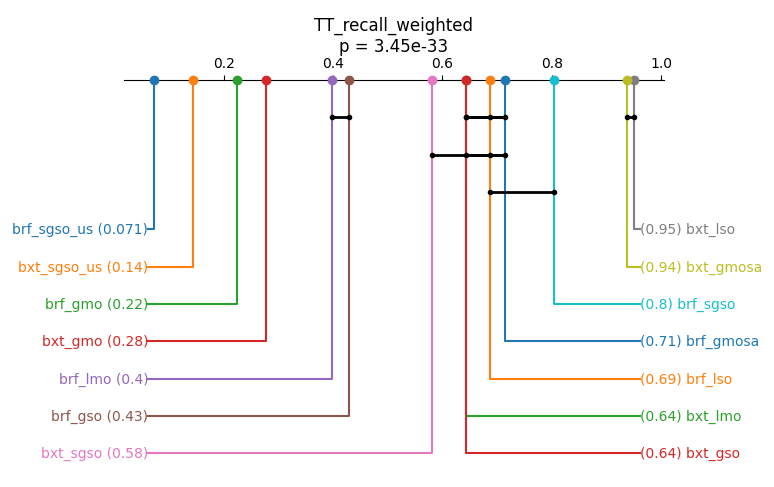 TT_recall_weighted
p = 3.45e-33
0.2 0.4 0.6 0.8 1.0
brf_sgso_us (0.071) (0.95) bxt_lso
bxt_sgso_us (0.14) (0.94) bxt_gmosa
brf_gmo (0.22) (0.8) brf_sgso
bxt_gmo (0.28) (0.71) brf_gmosa
brf_lmo (0.4) (0.69) brf_lso
brf_gso (0.43) (0.64) bxt_lmo
bxt_sgso (0.58) (0.64) bxt_gso